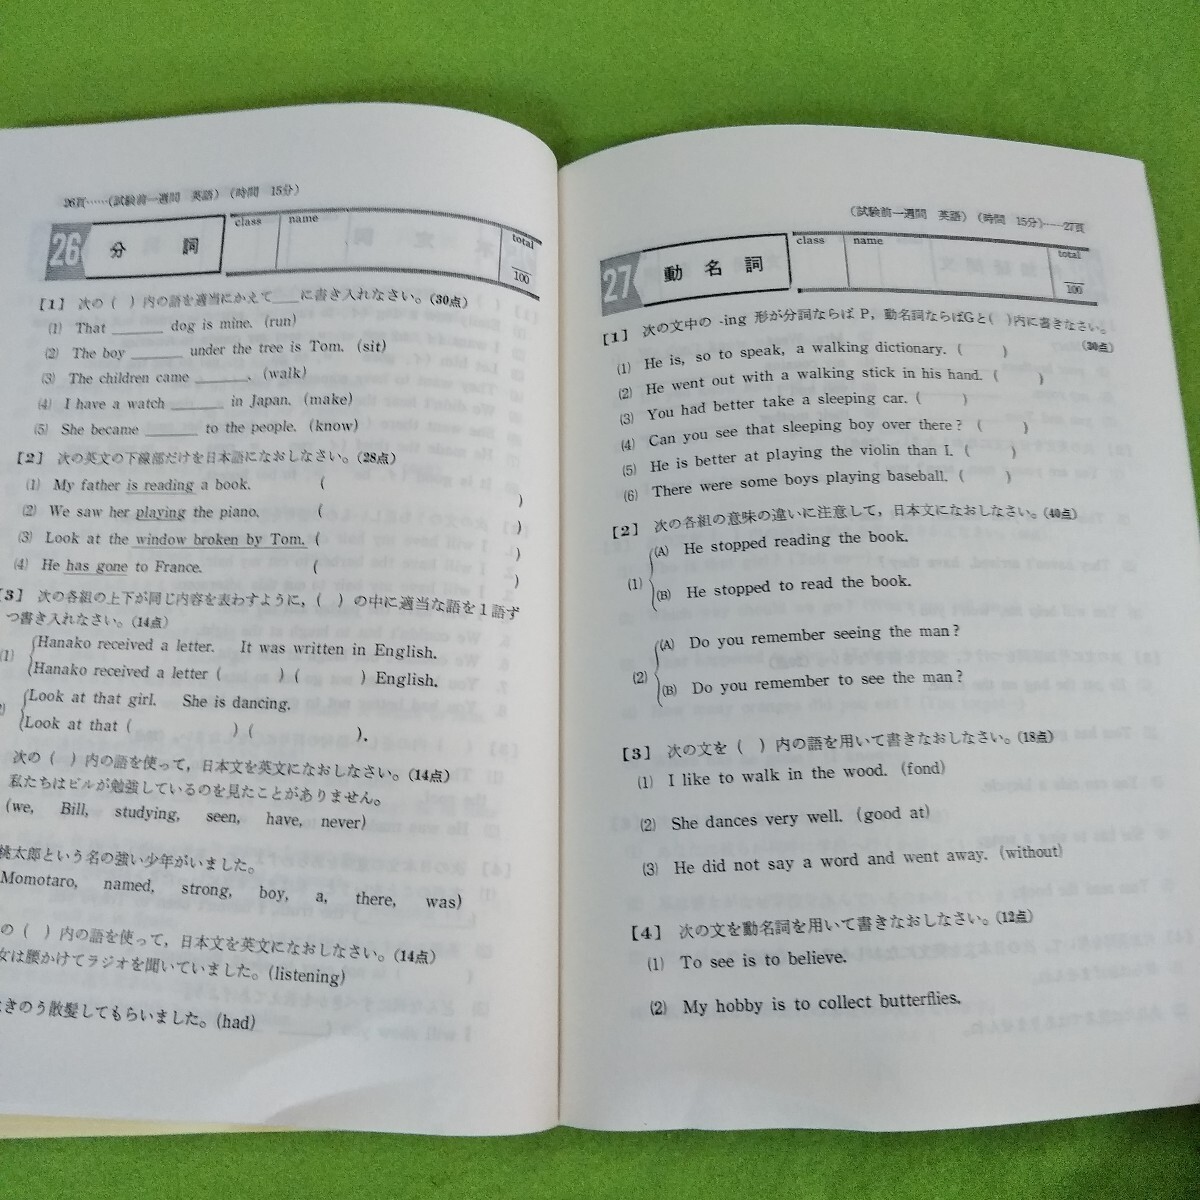 26頁……(試験前一週間 英語) (時間 15分)
26 分 詞 class name total 100
[1] 次の ( ) 内の語を適当にかえて___に書き入れなさい。(30点)
(1) That ______ dog is mine. (run)
(2) The boy ______ under the tree is Tom. (sit)
(3) The children came ______. (walk)
(4) I have a watch ______ in Japan. (make)
(5) She became ______ to the people. (know)
[2] 次の英文の下線部だけを日本語になおしなさい。(28点)
(1) My father is reading a book. ( )
(2) We saw her playing the piano. ( )
(3) Look at the window broken by Tom. ( )
(4) He has gone to France. ( )
[3] 次の各組の上下が同じ内容を表わすように, ( ) の中に適当な語を1語ず
つ書き入れなさい。(14点)
(1) Hanako received a letter. It was written in English.
Hanako received a letter ( ) ( ) English.
Look at that girl. She is dancing.
Look at that ( ) ( ).
次の ( ) 内の語を使って, 日本文を英文になおしなさい。(14点)
私たちはビルが勉強しているのを見たことがありません。
(we, Bill, studying, seen, have, never)
桃太郎という名の強い少年がいました。
Momotaro, named, strong, boy, a, there, was)
の ( ) 内の語を使って, 日本文を英文になおしなさい。(14点)
女は腰かけてラジオを聞いていました。(listening)
きのう散髪してもらいました。(had)
(試験前一週間 英語) (時間 15分)……27頁
27 動 名 詞 class name total 100
[1] 次の文中の -ing 形が分詞ならば P, 動名詞ならばGと( )内に書きなさい。
(30点)
(1) He is, so to speak, a walking dictionary. ( )
(2) He went out with a walking stick in his hand. ( )
(3) You had better take a sleeping car. ( )
(4) Can you see that sleeping boy over there? ( )
(5) He is better at playing the violin than I. ( )
(6) There were some boys playing baseball. ( )
[2] 次の各組の意味の違いに注意して, 日本文になおしなさい。(40点)
(1) (A) He stopped reading the book.
(B) He stopped to read the book.
(2) (A) Do you remember seeing the man?
(B) Do you remember to see the man?
[3] 次の文を ( ) 内の語を用いて書きなおしなさい。(18点)
(1) I like to walk in the wood. (fond)
(2) She dances very well. (good at)
(3) He did not say a word and went away. (without)
[4] 次の文を動名詞を用いて書きなおしなさい。(12点)
(1) To see is to believe.
(2) My hobby is to collect butterflies.